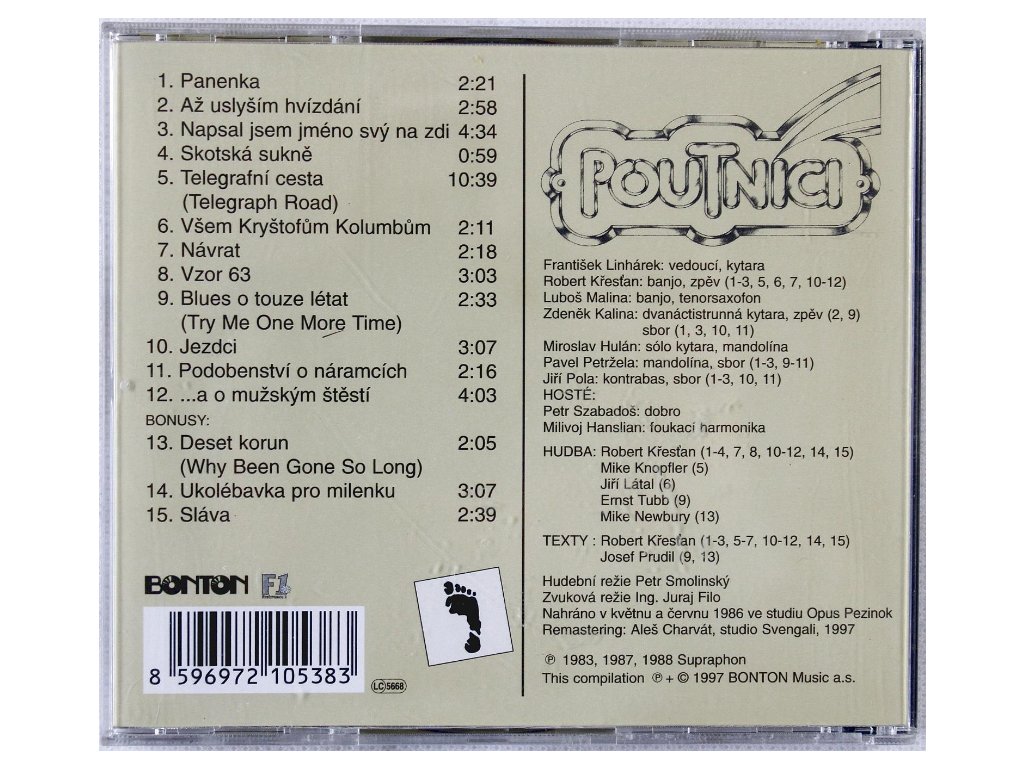 1. Panenka 2:21
2. Až uslyším hvízdání 2:58
3. Napsal jsem jméno svý na zdi 4:34
4. Skotská sukně 0:59
5. Telegrafní cesta 10:39
(Telegraph Road)
6. Všem Kryštofům Kolumbům 2:11
7. Návrat 2:18
8. Vzor 63 3:03
9. Blues o touze létat 2:33
(Try Me One More Time)
10. Jezdci 3:07
11. Podobenství o náramcích 2:16
12. ...a o mužským štěstí 4:03
BONUSY:
13. Deset korun 2:05
(Why Been Gone So Long)
14. Ukolébavka pro milenku 3:07
15. Sláva 2:39
BONTON F1
8 596972 105383
LC 5668
POUTNÍCI
František Linhárek: vedoucí, kytara
Robert Křesťan: banjo, zpěv (1-3, 5, 6, 7, 10-12)
Luboš Malina: banjo, tenorsaxofon
Zdeněk Kalina: dvanáctistrunná kytara, zpěv (2, 9)
sbor (1, 3, 10, 11)
Miroslav Hulán: sólo kytara, mandolína
Pavel Petržela: mandolína, sbor (1-3, 9-11)
Jiří Pola: kontrabas, sbor (1-3, 10, 11)
HOSTÉ:
Petr Szabadoš: dobro
Milivoj Hanslian: foukací harmonika
HUDBA: Robert Křesťan (1-4, 7, 8, 10-12, 14, 15)
Mike Knopfler (5)
Jiří Látal (6)
Ernst Tubb (9)
Mike Newbury (13)
TEXTY : Robert Křesťan (1-3, 5-7, 10-12, 14, 15)
Josef Prudil (9, 13)
Hudební režie Petr Smolinský
Zvuková režie Ing. Juraj Filo
Nahráno v květnu a červnu 1986 ve studiu Opus Pezinok
Remastering: Aleš Charvát, studio Svengali, 1997
℗ 1983, 1987, 1988 Supraphon
This compilation ℗ + © 1997 BONTON Music a.s.